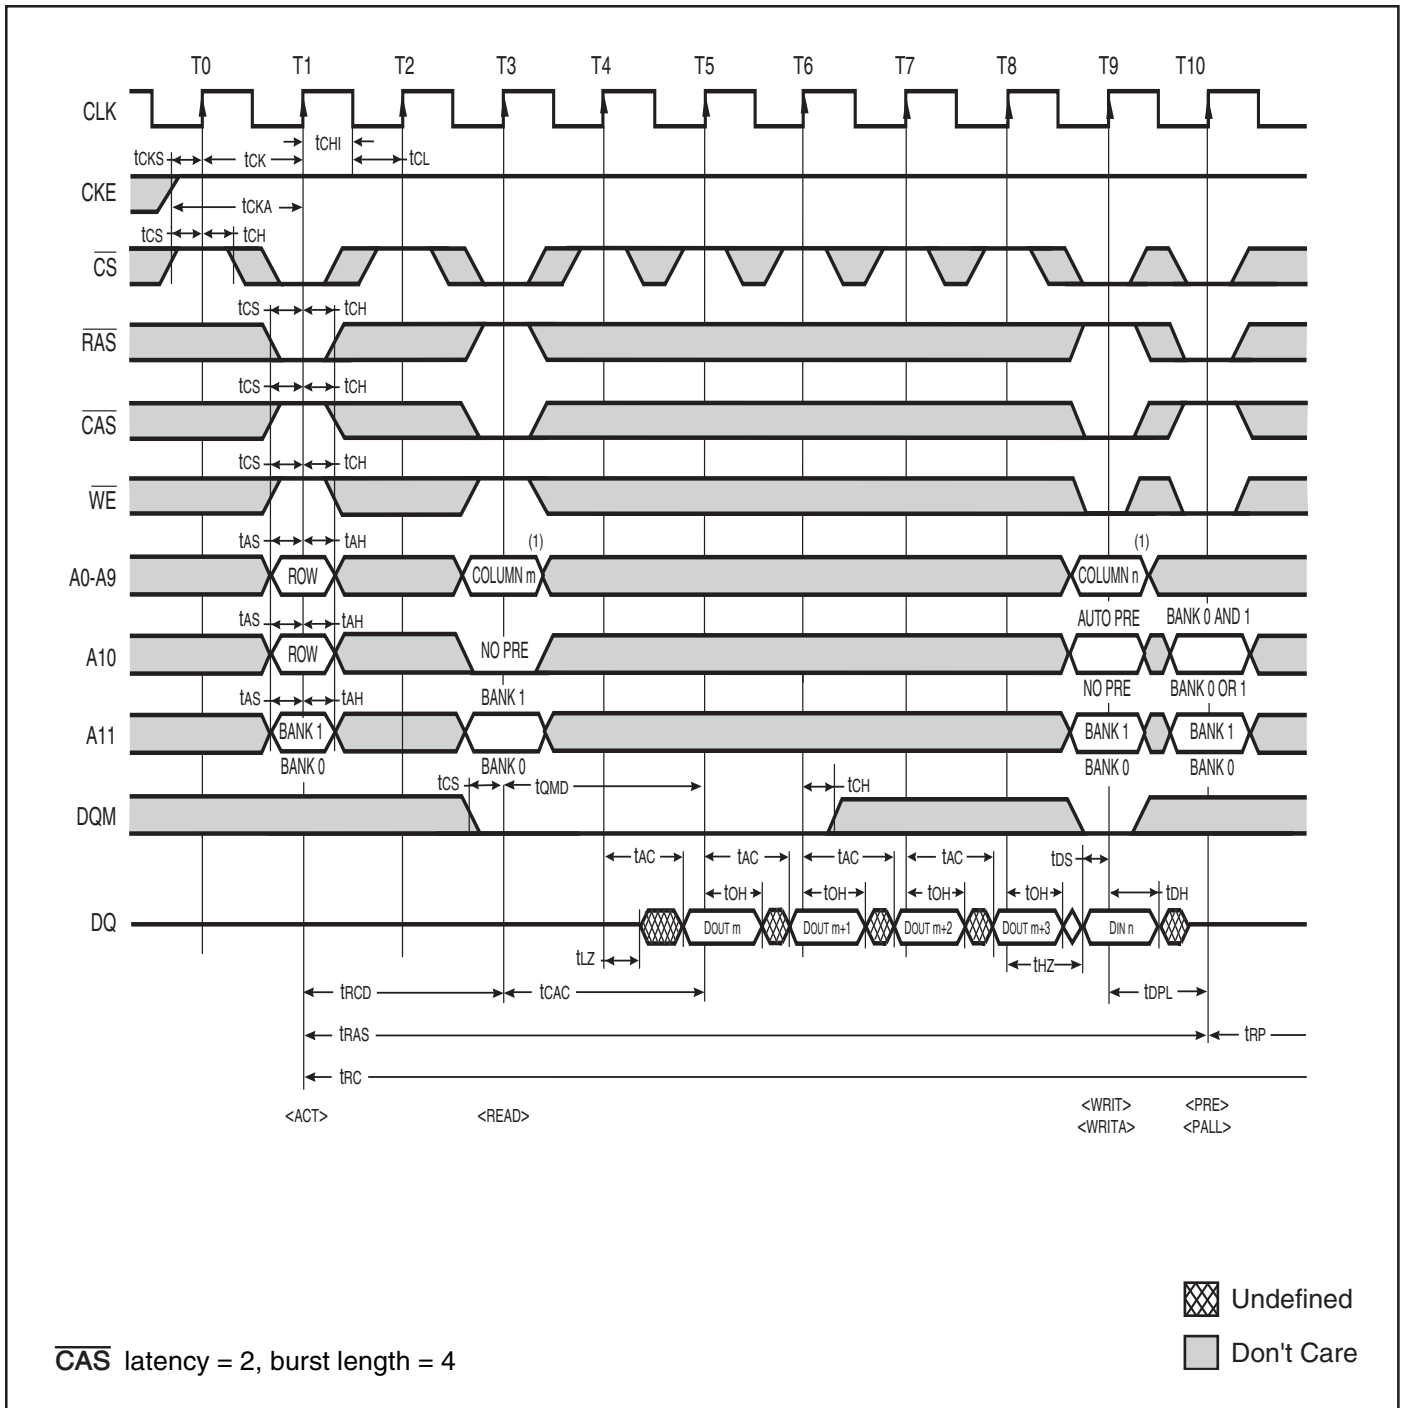 T0 T1 T2 T3 T4 T5 T6 T7 T8 T9 T10
CLK
tCHI
tCKS tCK tCL
CKE
tCKA
tCS tCH
CS
tCS tCH
RAS
tCS tCH
CAS
tCS tCH
WE
tAS tAH (1) (1)
A0-A9 ROW COLUMN m COLUMN n
tAS tAH AUTO PRE BANK 0 AND 1
A10 ROW NO PRE
tAS tAH BANK 1 NO PRE BANK 0 OR 1
A11 BANK 1 BANK 1 BANK 1
BANK 0 BANK 0 BANK 0 BANK 0
tCS tQMD tCH
DQM
tAC tAC tAC tAC tDS
tOH tOH tOH tOH tDH
DQ DOUT m DOUT m+1 DOUT m+2 DOUT m+3 DIN n
tLZ tHZ
tRCD tCAC tDPL
tRAS tRP
tRC
<ACT> <READ> <WRIT> <PRE>
<WRITA> <PALL>
Undefined
Don't Care
CAS latency = 2, burst length = 4